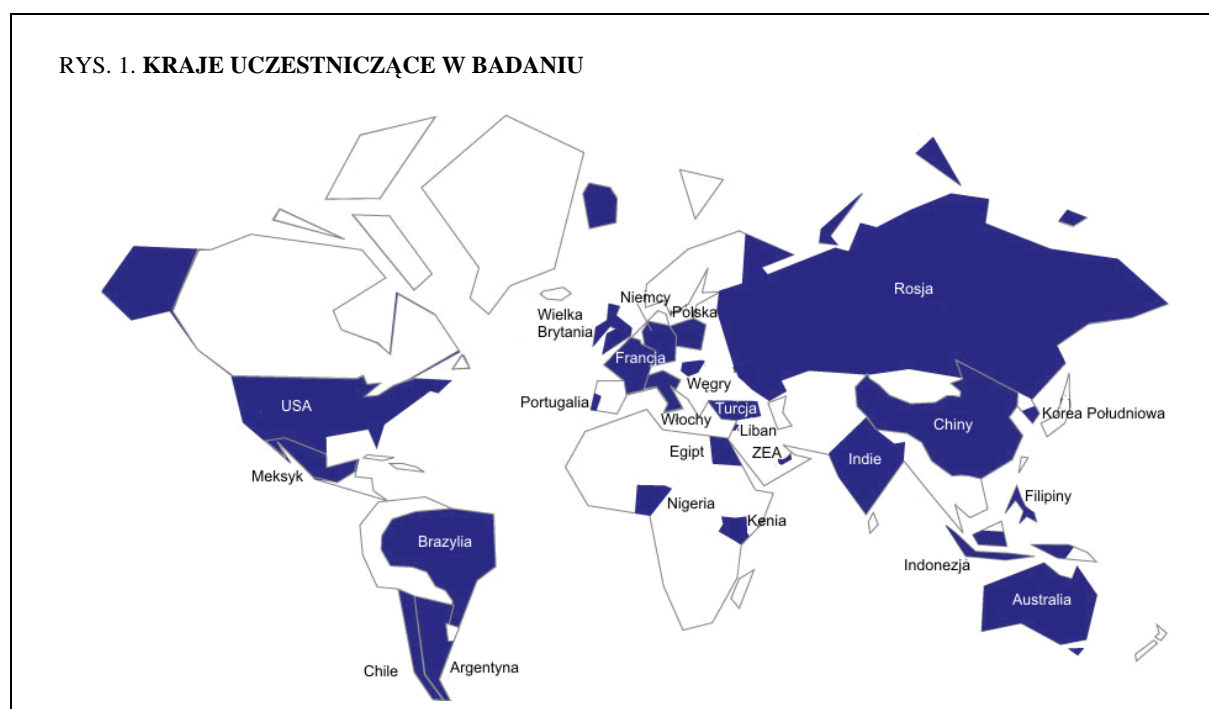 RYS. 1. KRAJE UCZESTNICZĄCE W BADANIU
Rosja
Niemcy
Wielka
Brytania
Polska
Francja
Węgry
Portugalia
Włochy
Turcja
Liban
Egipt
ZEA
USA
Meksyk
Chiny
Korea Południowa
Indie
Filipiny
Nigeria
Kenia
Brazylia
Indonezja
Australia
Chile
Argentyna